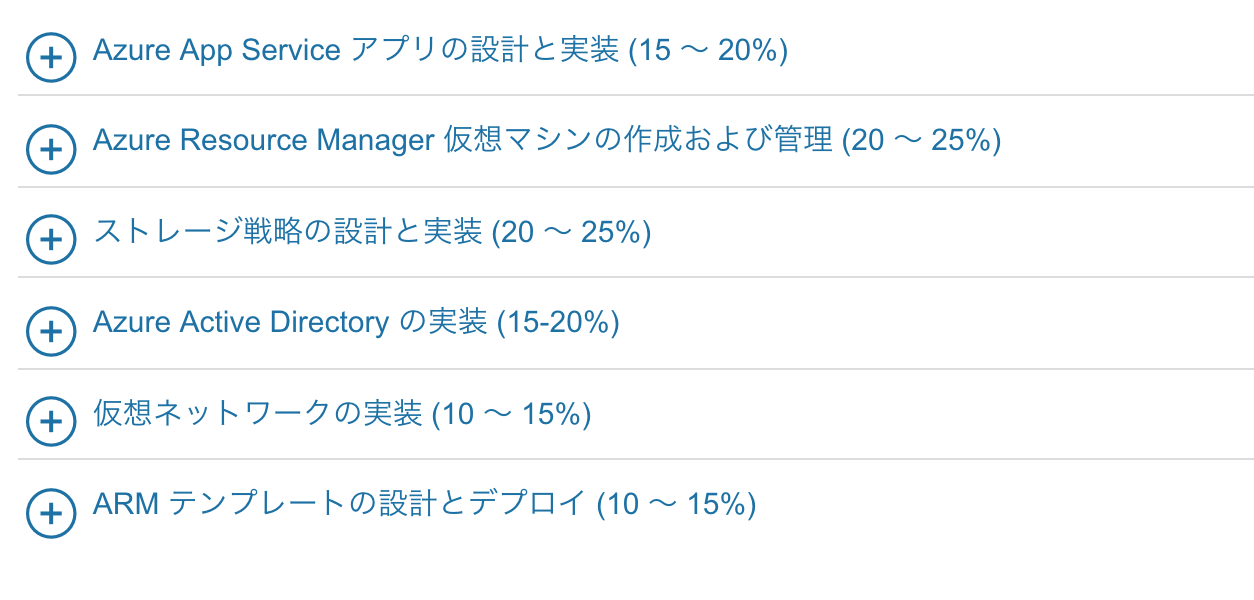 Azure App Service アプリの設計と実装 (15 ～ 20%)
Azure Resource Manager 仮想マシンの作成および管理 (20 ～ 25%)
ストレージ戦略の設計と実装 (20 ～ 25%)
Azure Active Directory の実装 (15-20%)
仮想ネットワークの実装 (10 ～ 15%)
ARM テンプレートの設計とデプロイ (10 ～ 15%)